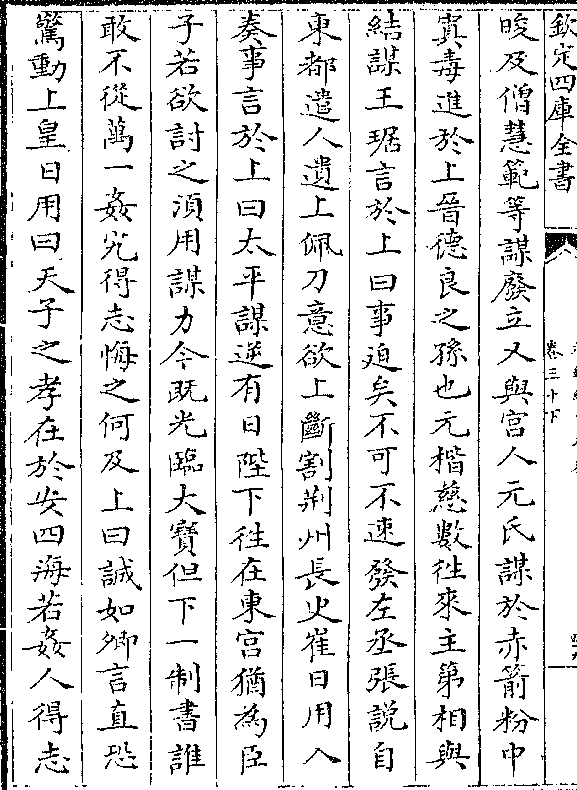 欽定四庫全書
卷三十下
晙及僧慧範等謀廢立又與宫人元氏謀於赤箭粉中
寘毒進於上晉德良之孫也元楷慈數徃來主第相與
結謀王琚言於上曰事迫矣不可不速發左丞張説自
東都遣人遺上佩刀意欲上斷割荆州長史崔日用入
奏事言於上曰太平謀逆有日陛下徃在東宫猶為臣
子若欲討之須用謀力今既光臨大寳但下一制書誰
敢不從萬一姦宄得志悔之何及上曰誠如卿言直恐
驚動上皇日用曰天子之孝在於安四海若姦人得志